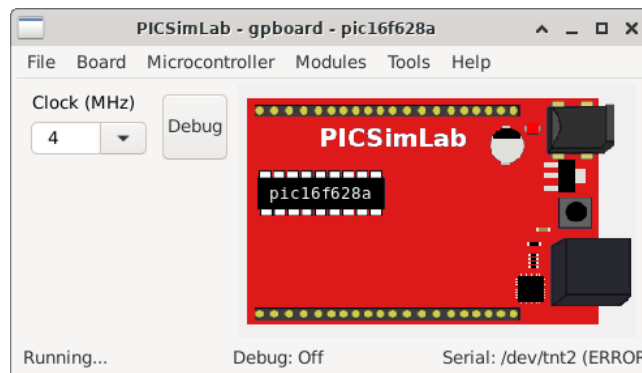 PICSimLab - gpboard - pic16f628a
File Board Microcontroller Modules Tools Help
Clock (MHz)
4
Debug
PICSimLab
pic16f628a
Running... Debug: Off Serial: /dev/tnt2 (ERROR